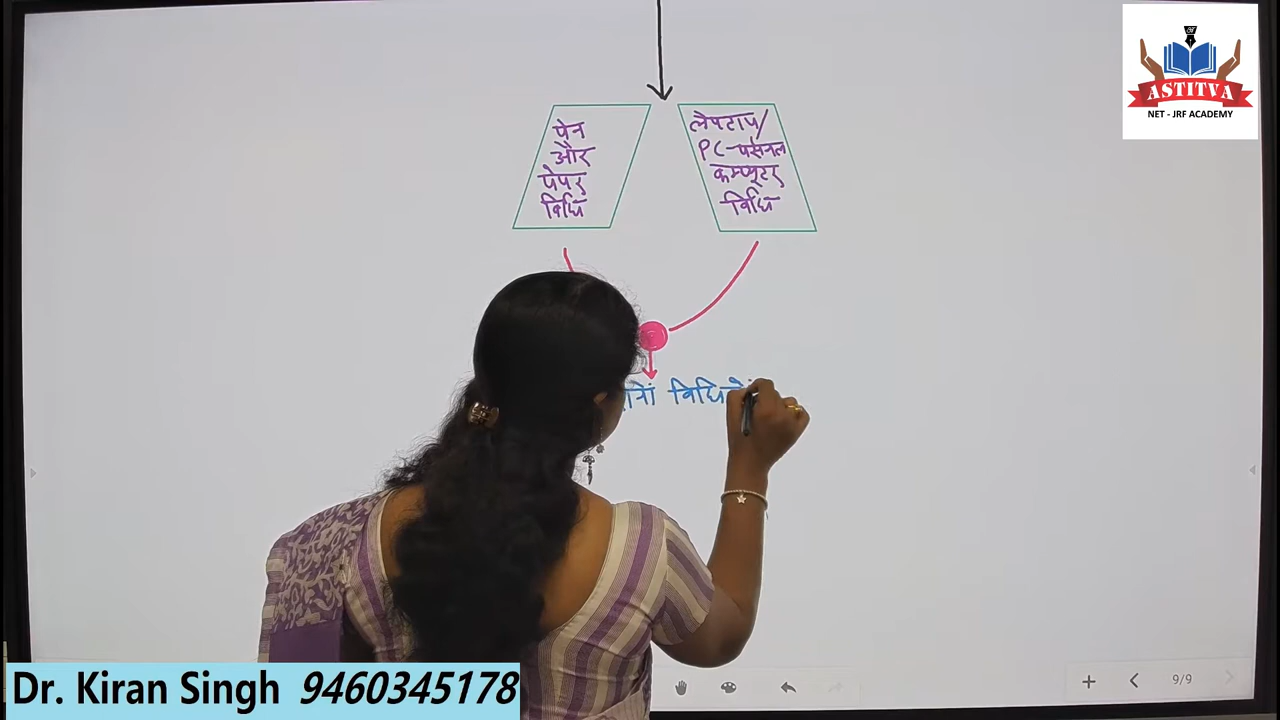 पेन
और
पेपर
विधि
लेपटाप/
PC-पर्सनल
कम्प्यूटर
विधि
विधियों
ASTITVA
NET - JRF ACADEMY
Dr. Kiran Singh 9460345178
9/9